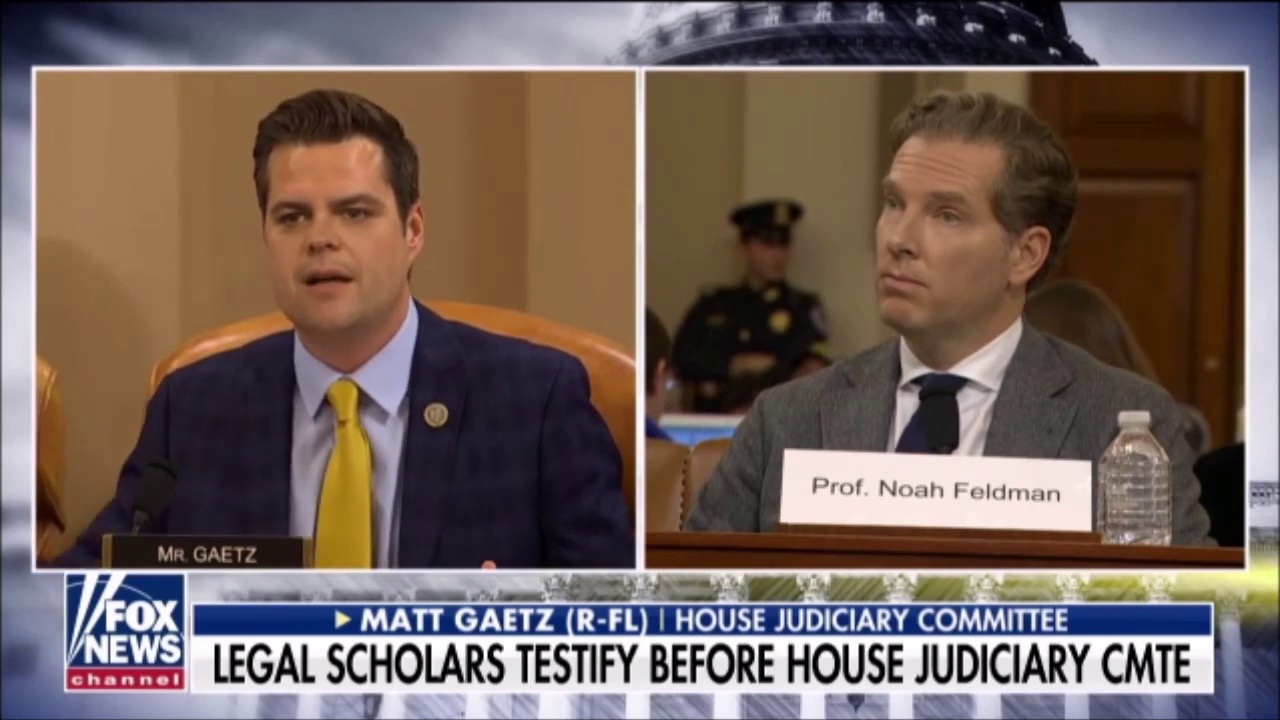 Prof. Noah Feldman
MR. GAETZ
FOX
NEWS
channel
MATT GAETZ (R-FL) | HOUSE JUDICIARY COMMITTEE
LEGAL SCHOLARS TESTIFY BEFORE HOUSE JUDICIARY CMTE